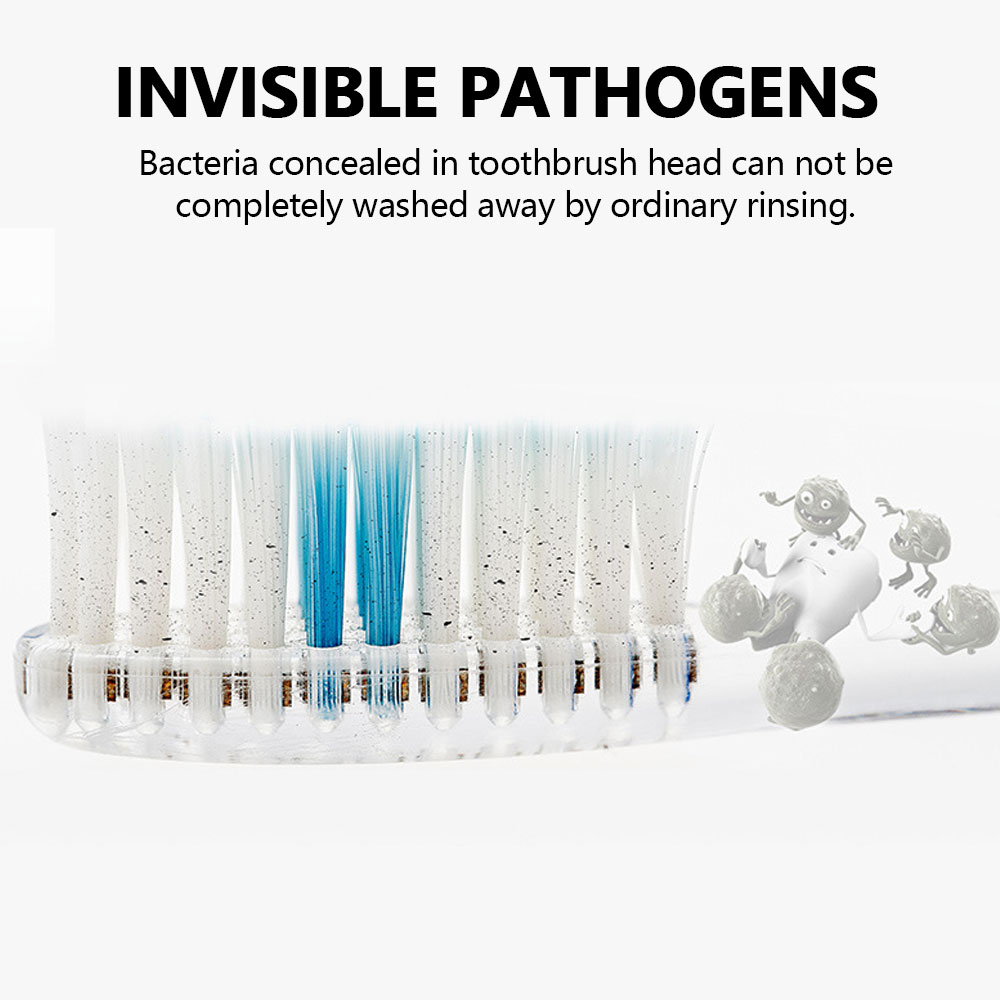 INVISIBLE PATHOGENS
Bacteria concealed in toothbrush head can not be
completely washed away by ordinary rinsing.